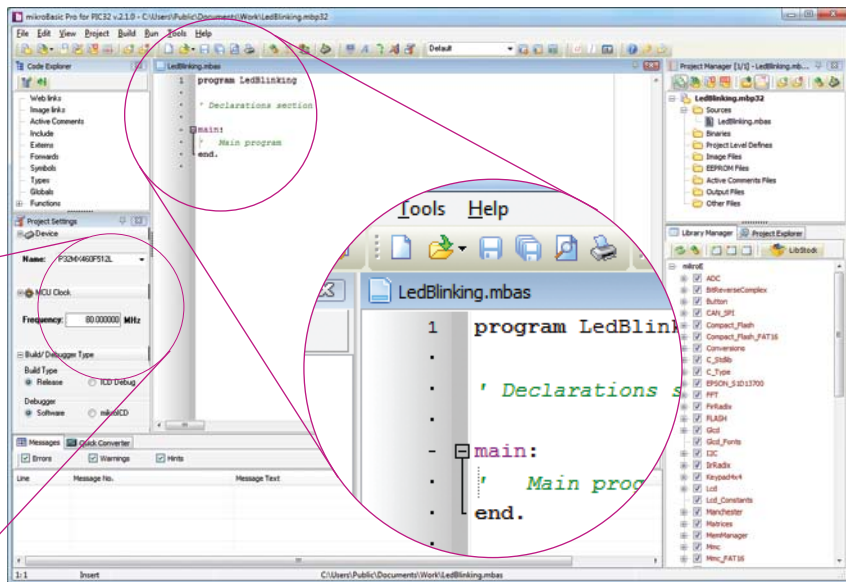 mikroBasic Pro for PIC32 v.2.1.0 - C:\Users\Public\Documents\Work\LedBlinking.mbp32
File Edit View Project Build Run Tools Help
Default
Code Explorer
Web links
Image links
Active Comments
Include
Externs
Forwards
Symbols
Types
Globals
Functions
Project Settings
Device
Name: P32MX460F512L
MCU Clock
Frequency: 80.000000 MHz
Build/Debugger Type
Build Type
Release ICD Debug
Debugger
Software mikroICD
LedBlinking.mbas
1 program LedBlinking
' Declarations section
main:
' Main program
end.
Tools Help
LedBlinking.mbas
1 program LedBlink
' Declarations s
main:
' Main prog
end.
Project Manager [1/1] - LedBlinking.mb...
LedBlinking.mbp32
Sources
LedBlinking.mbas
Binaries
Project Level Defines
Image Files
EEPROM Files
Active Comments Files
Output Files
Other Files
Library Manager Project Explorer
LibStock
mikroE
ADC
BitReverseComplex
Button
CAN_SPI
Compact_Flash
Compact_Flash_FAT16
Conversions
C_Stdlib
C_Type
EPSON_S1D13700
FFT
FirRadix
FLASH
Glcd
Glcd_Fonts
I2C
IirRadix
Keypad4x4
Lcd
Lcd_Constants
Manchester
Matrices
MemManager
Mmc
Mmc_FAT16
Messages Quick Converter
Errors Warnings Hints
Line Message No. Message Text
1:1 Insert C:\Users\Public\Documents\Work\LedBlinking.mbas